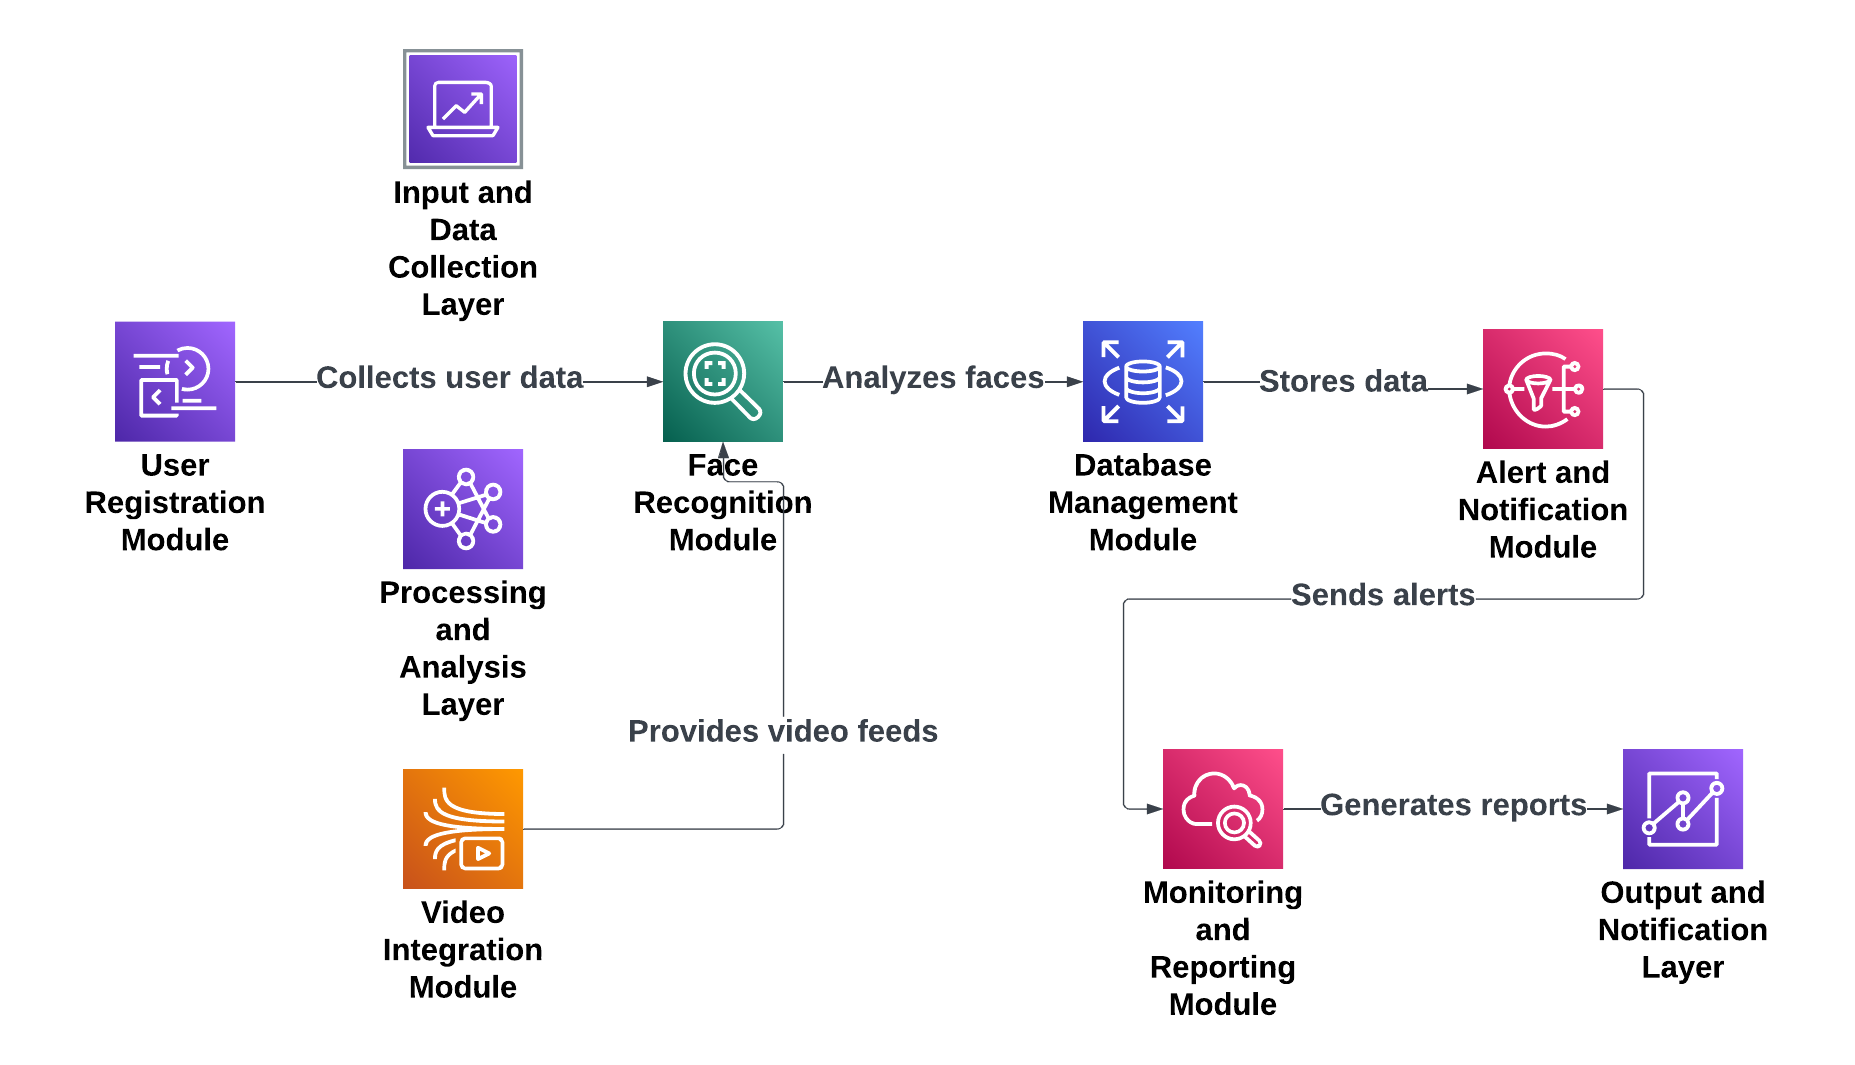 Input and
Data
Collection
Layer
Collects user data
Analyzes faces
Stores data
User
Registration
Module
Face
Recognition
Module
Database
Management
Module
Alert and
Notification
Module
Processing
and
Analysis
Layer
Sends alerts
Provides video feeds
Generates reports
Video
Integration
Module
Monitoring
and
Reporting
Module
Output and
Notification
Layer